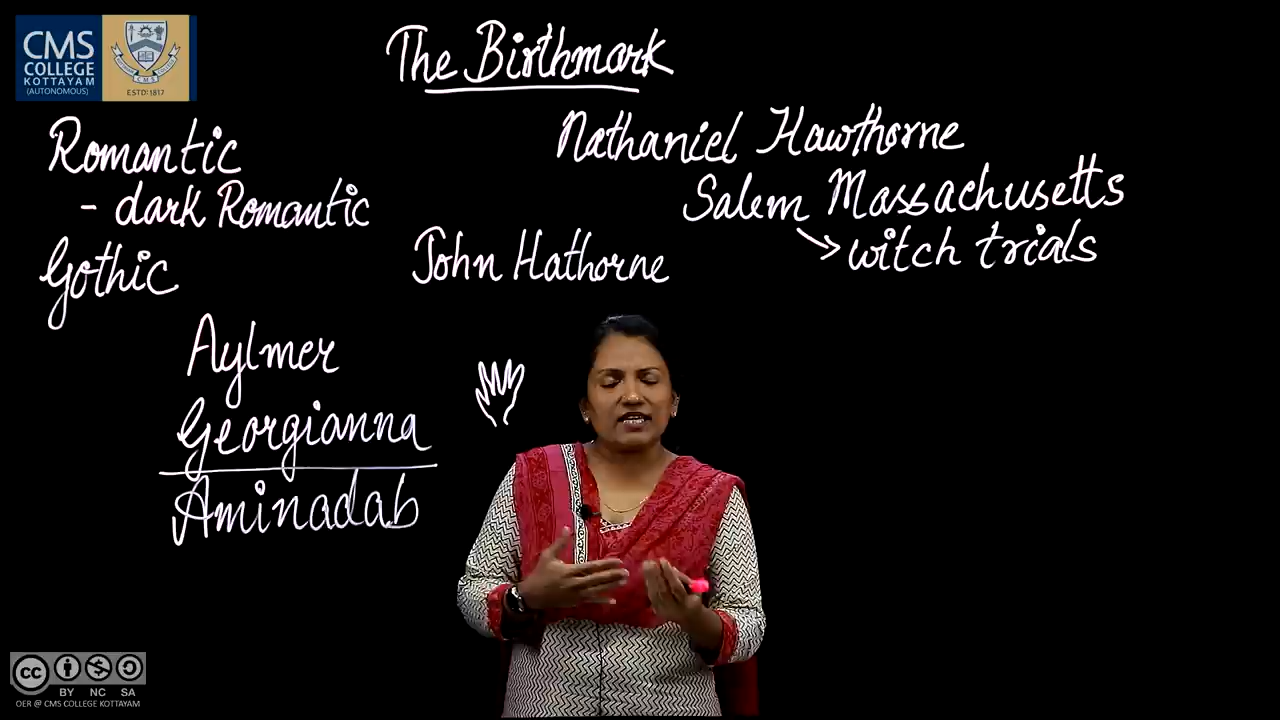 CMS
COLLEGE
KOTTAYAM
(AUTONOMOUS)
ESTD:1817
The Birthmark
Nathaniel Hawthorne
Salem Massachusetts
witch trials
Romantic
- dark Romantic
Gothic
John Hathorne
Aylmer
Georgianna
Aminadab
cc
BY NC SA
OER @ CMS COLLEGE KOTTAYAM